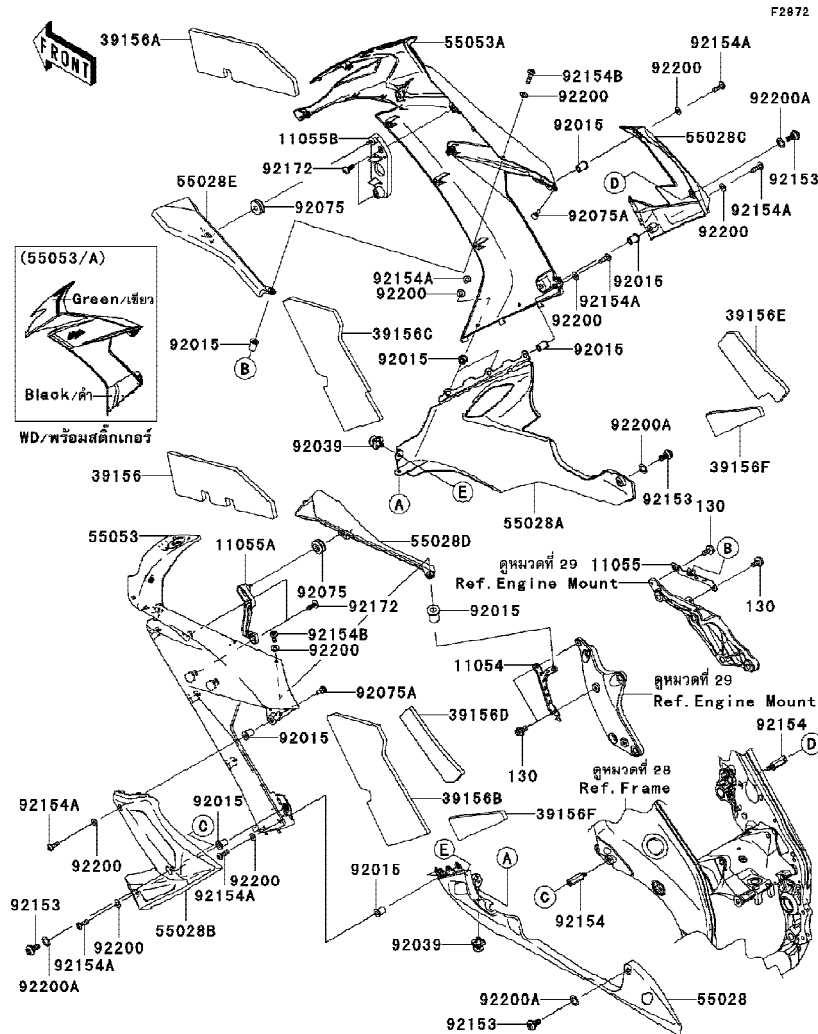 F2872
FRONT
39156A
55053A
92154A
92154B
92200
92200
92200A
92015
55028C
11055B
D
92172
55028E
92153
92075
92075A
92154A
92200
(55053/A)
92154A
92015
Green/เขียว
92200
92154A
39156E
92200
39156C
92015
92015
92015
B
Black/ดำ
92200A
92039
WD/พร้อมสติ๊กเกอร์
39156F
39156
A
E
92153
55028A
130
55053
11055A
55028D
ดูหมวดที่ 29
11055
B
Ref.Engine Mount
92075
92172
92015
130
92154B
92200
11054
ดูหมวดที่ 29
92075A
Ref.Engine Mount
39156D
92154
92015
D
130
ดูหมวดที่ 28
Ref.Frame
92154A
92015
39156B
39156F
C
92200
E
A
92200
92015
92154A
C
92154
92153
92200
55028B
92039
92154A
92200A
92200A
55028
92153